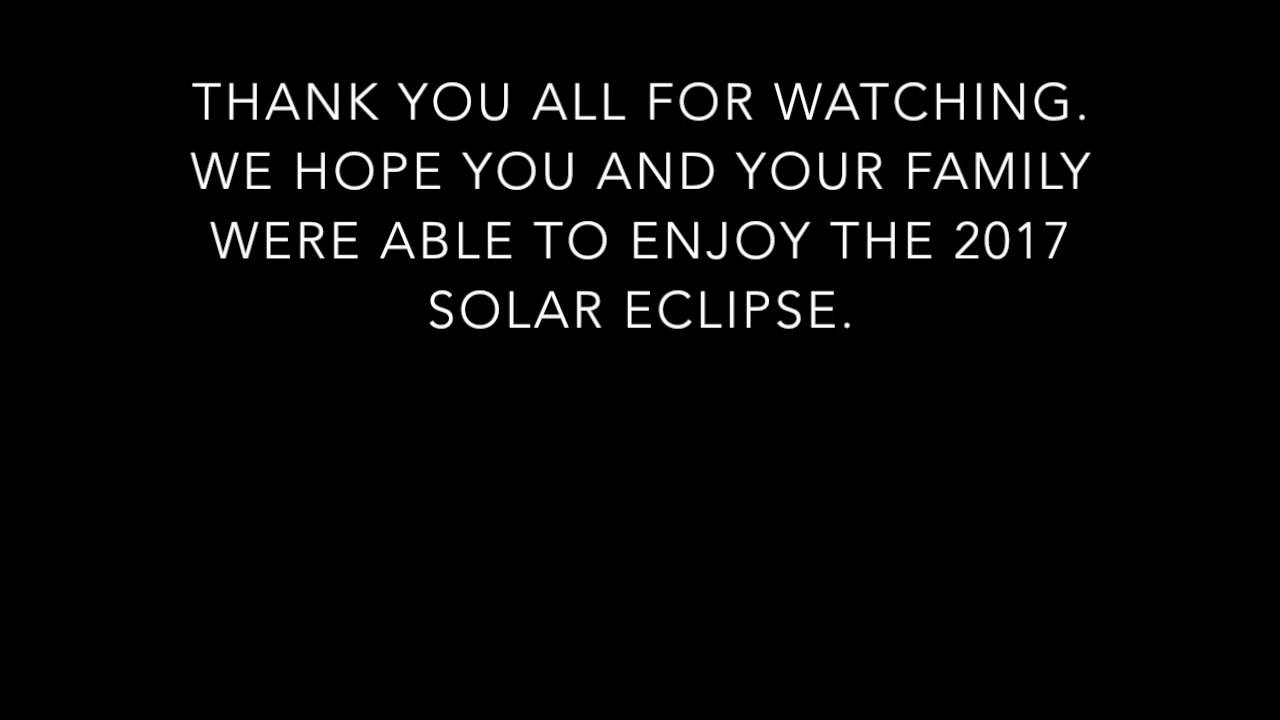 THANK YOU ALL FOR WATCHING.
WE HOPE YOU AND YOUR FAMILY
WERE ABLE TO ENJOY THE 2017
SOLAR ECLIPSE.